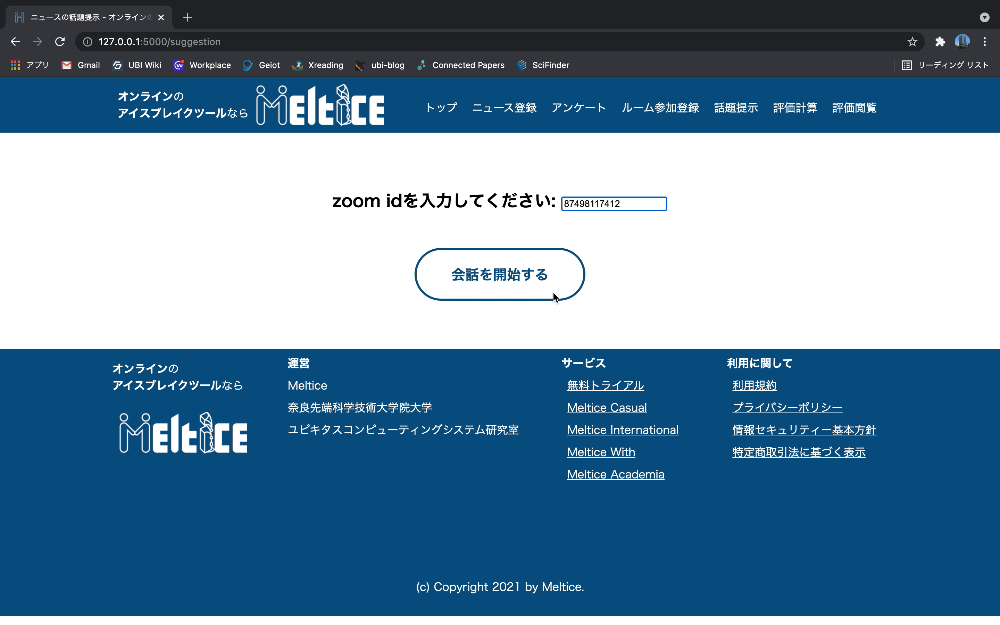 ニュースの話題提示 - オンライン
127.0.0.1:5000/suggestion
アプリ Gmail UBI Wiki Workplace Geiot Xreading ubi-blog Connected Papers SciFinder リーディング リスト
オンラインの
アイスブレイクツールなら
Meltice
トップ ニュース登録 アンケート ルーム参加登録 話題提示 評価計算 評価閲覧
zoom idを入力してください: 87498117412
会話を開始する
オンラインの
アイスブレイクツールなら
Meltice
運営
Meltice
奈良先端科学技術大学院大学
ユビキタスコンピューティングシステム研究室
サービス
無料トライアル
Meltice Casual
Meltice International
Meltice With
Meltice Academia
利用に関して
利用規約
プライバシーポリシー
情報セキュリティー基本方針
特定商取引法に基づく表示
(c) Copyright 2021 by Meltice.